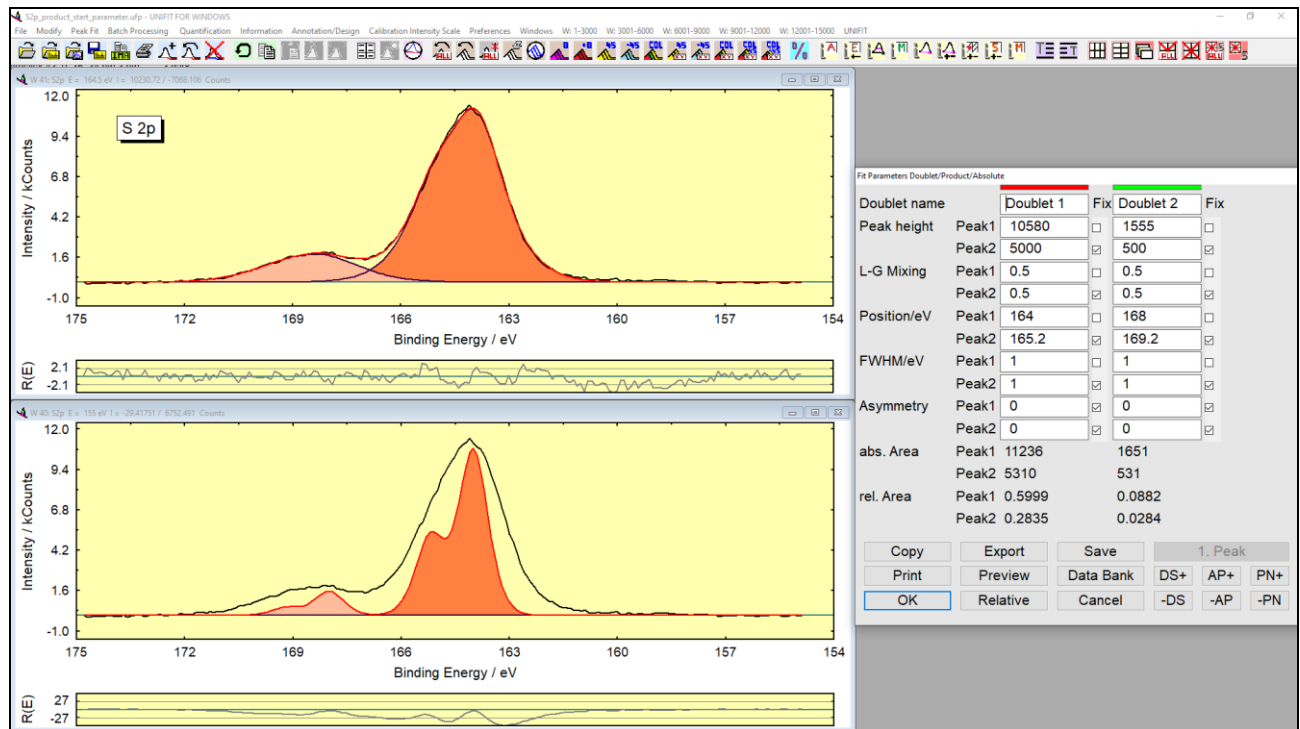 S2p_product_start_parameter.ufp - UNIFIT FOR WINDOWS
File Modify Peak Fit Batch Processing Quantification Information Annotation/Design Calibration Intensity Scale Preferences Windows W: 1-3000 W: 3001-6000 W: 6001-9000 W: 9001-12000 W: 12001-15000 UNIFIT
W 41: S2p E = 164.5 eV I = 10230.72 / -7068.106 Counts
12.0
9.4
6.8
4.2
1.6
-1.0
Intensity / kCounts
S 2p
175 172 169 166 163 160 157 154
Binding Energy / eV
R(E)
2.1
-2.1
W 40: S2p E = 155 eV I = -29.41751 / 6752.491 Counts
12.0
9.4
6.8
4.2
1.6
-1.0
Intensity / kCounts
175 172 169 166 163 160 157 154
Binding Energy / eV
R(E)
27
-27
Fit Parameters Doublet/Product/Absolute
Doublet name Doublet 1 Fix Doublet 2 Fix
Peak height Peak1 10580 1555
Peak2 5000 500
L-G Mixing Peak1 0.5 0.5
Peak2 0.5 0.5
Position/eV Peak1 164 168
Peak2 165.2 169.2
FWHM/eV Peak1 1 1
Peak2 1 1
Asymmetry Peak1 0 0
Peak2 0 0
abs. Area Peak1 11236 1651
Peak2 5310 531
rel. Area Peak1 0.5999 0.0882
Peak2 0.2835 0.0284
Copy Export Save 1. Peak
Print Preview Data Bank DS+ AP+ PN+
OK Relative Cancel -DS -AP -PN